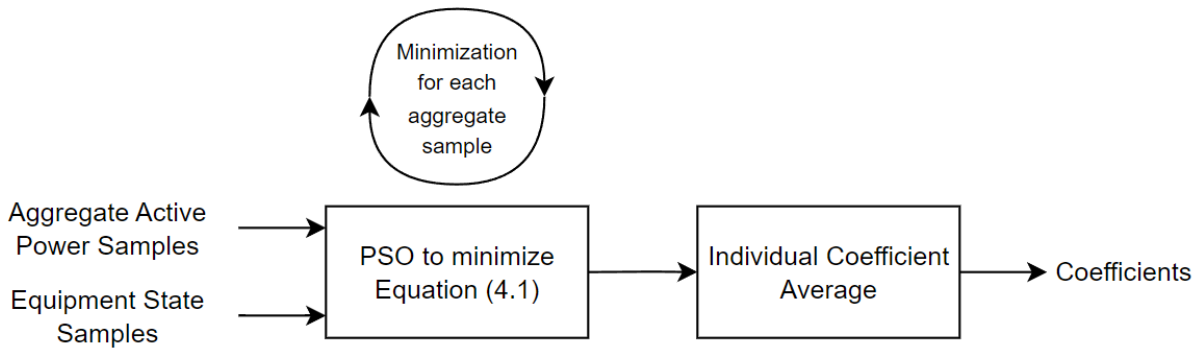 Minimization
for each
aggregate
sample
Aggregate Active
Power Samples
Equipment State
Samples
PSO to minimize
Equation (4.1)
Individual Coefficient
Average
Coefficients